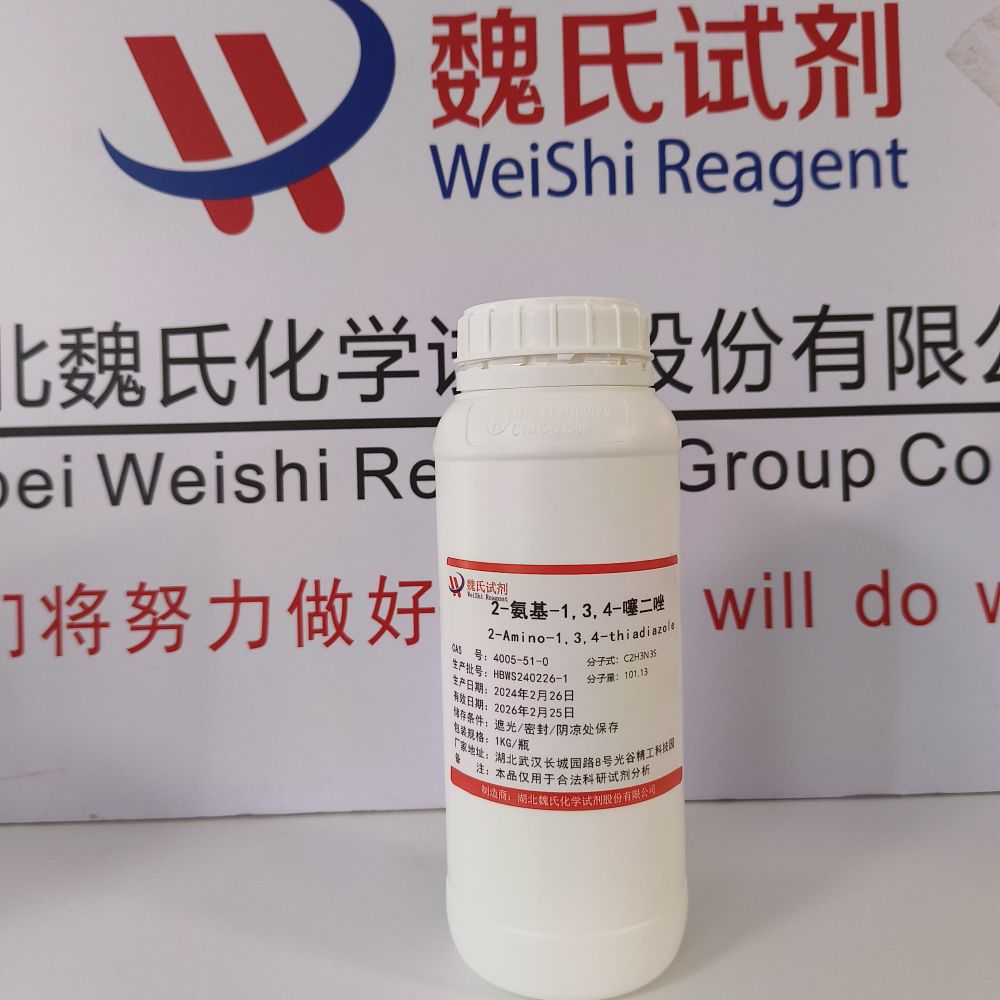 魏氏试剂
WeiShi Reagent
北魏氏化学试 股份有限公
bei Weishi Re Group Co
们将努力做好 will do w
魏氏试剂
Weishi Reagent
2-氨基-1,3,4-噻二唑
2-Amino-1,3,4-thiadiazole
CAS 号：4005-51-0 分子式：C2H3N3S
生产批号：HBWS240226-1 分子量：101.13
生产日期：2024年2月26日
有效日期：2026年2月25日
储存条件：遮光/密封/阴凉处保存
包装规格：1KG/瓶
厂家地址：湖北武汉长城园路8号光谷精工科技园
备 注：本品仅用于合法科研试剂分析
制造商：湖北魏氏化学试剂股份有限公司